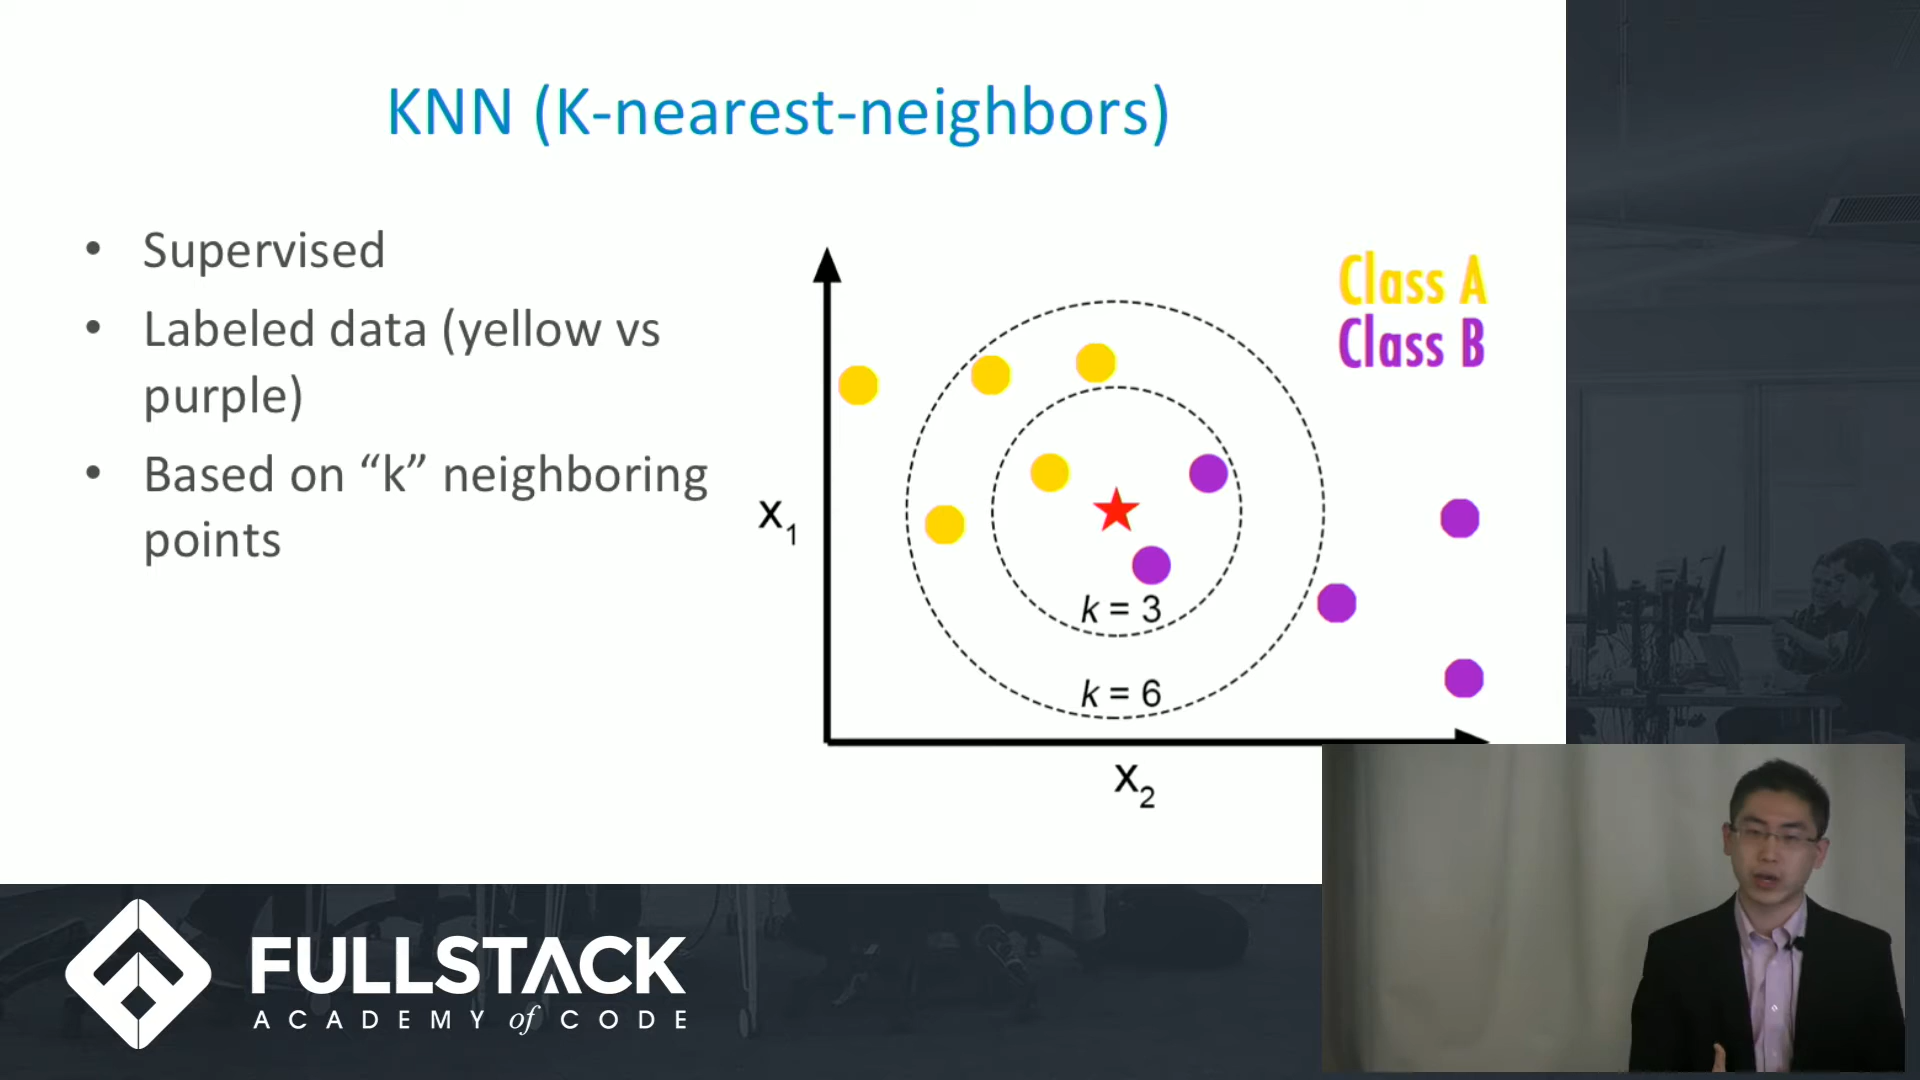 KNN (K-nearest-neighbors)
• Supervised
• Labeled data (yellow vs
purple)
• Based on “k” neighboring
points
Class A
Class B
x1
k = 3
k = 6
x2
FULLSTACK
ACADEMY of CODE